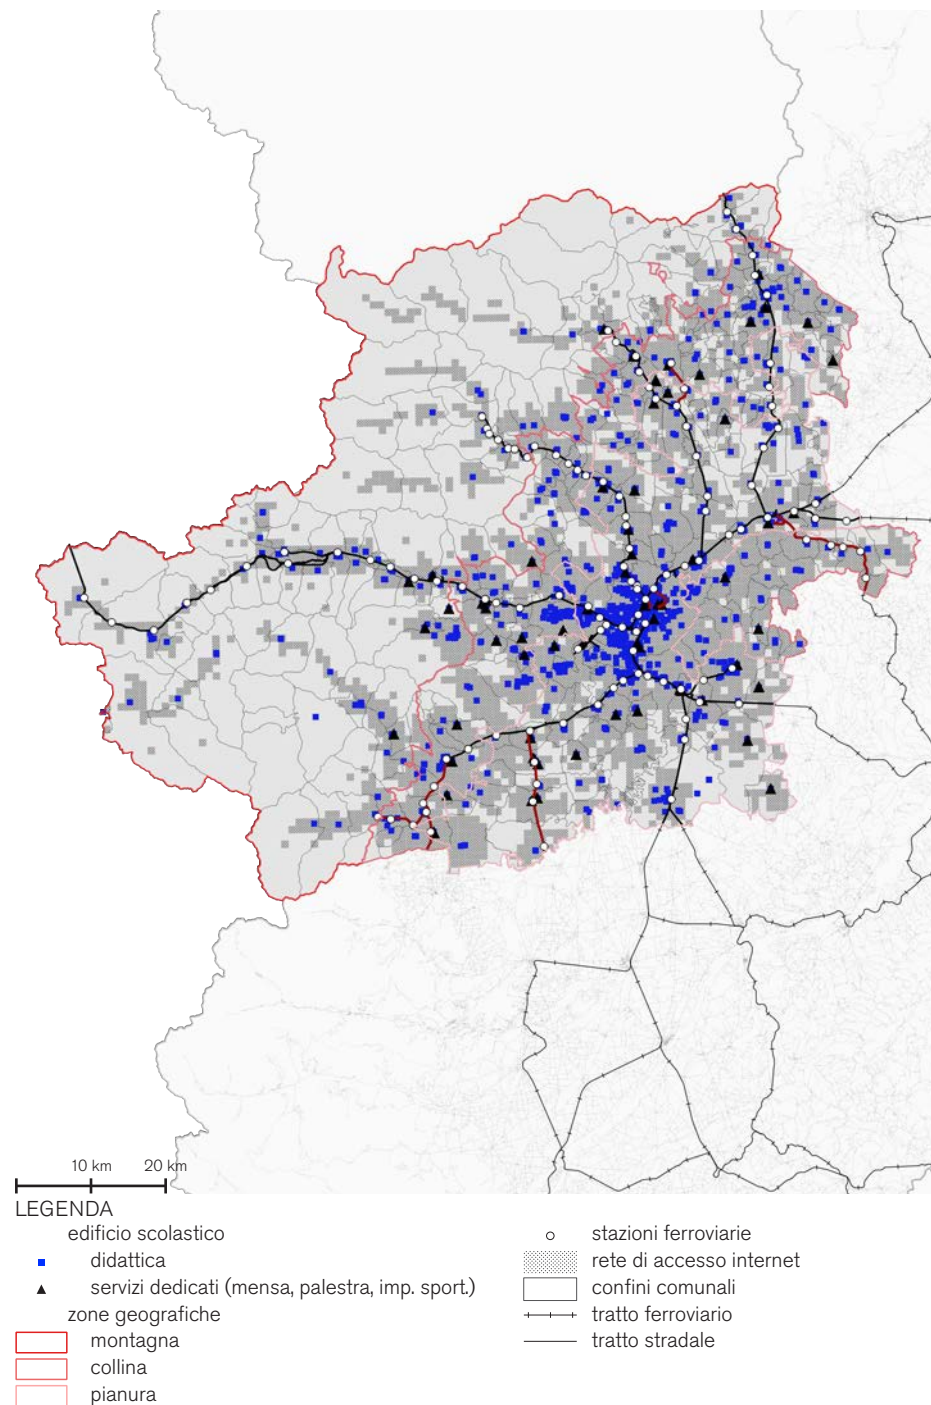 10 km 20 km
LEGENDA
edificio scolastico
didattica
servizi dedicati (mensa, palestra, imp. sport.)
zone geografiche
montagna
collina
pianura
stazioni ferroviarie
rete di accesso internet
confini comunali
tratto ferroviario
tratto stradale